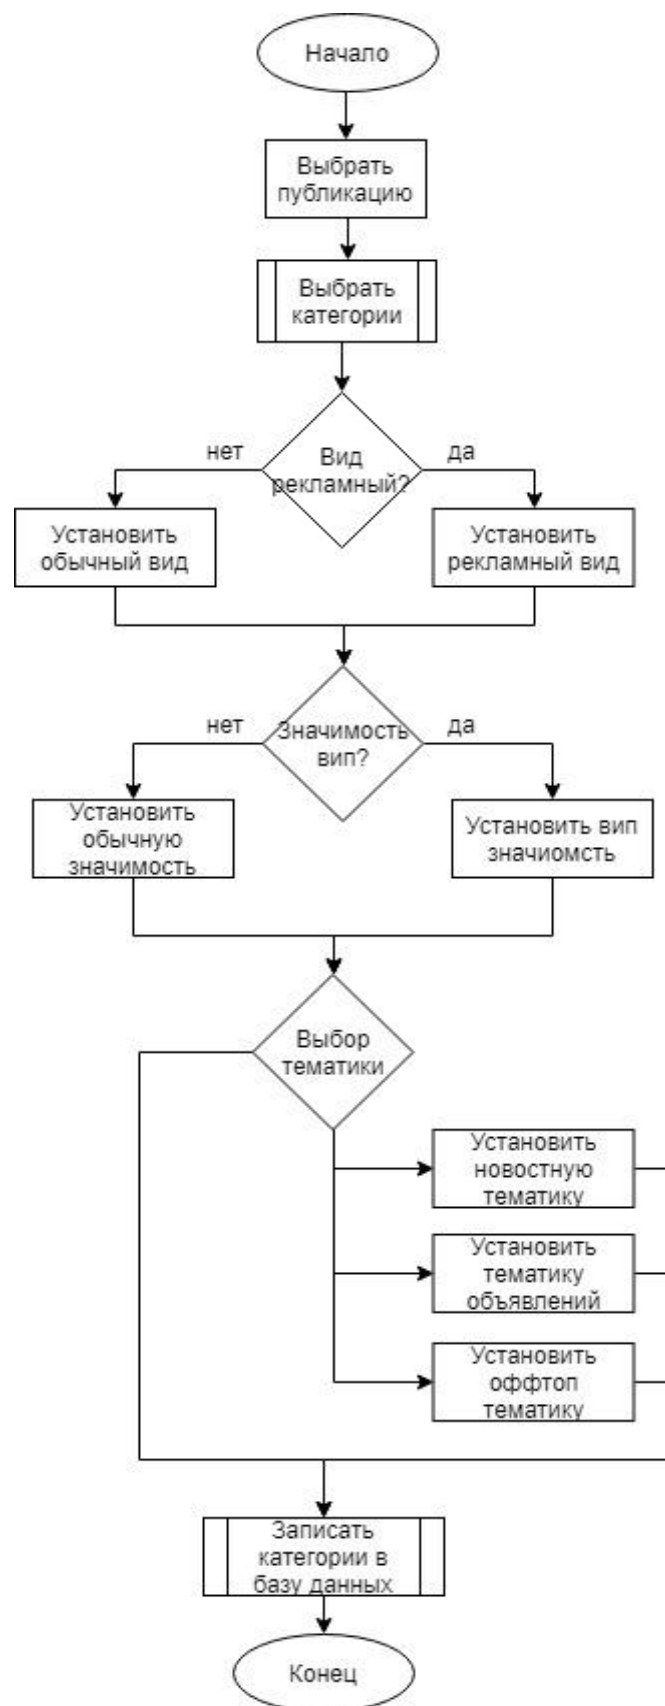 Начало
Выбрать
публикацию
Выбрать
категории
нет
Вид
рекламный?
да
Установить
обычный вид
Установить
рекламный вид
нет
Значимость
вип?
да
Установить
обычную
значимость
Установить вип
значиомсть
Выбор
тематики
Установить
новостную
тематику
Установить
тематику
объявлений
Установить
оффтоп
тематику
Записать
категории в
базу данных
Конец